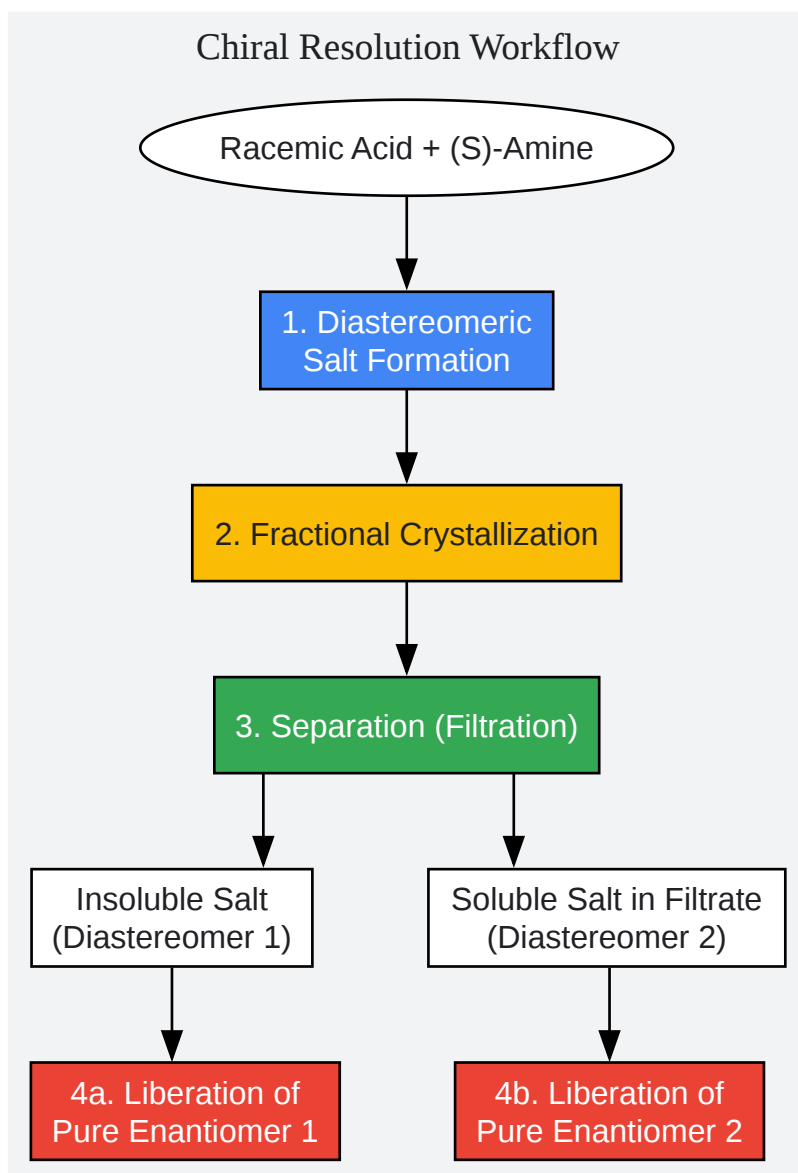 Chiral Resolution Workflow
Racemic Acid + (S)-Amine
1. Diastereomeric
Salt Formation
2. Fractional Crystallization
3. Separation (Filtration)
Insoluble Salt
(Diastereomer 1)
Soluble Salt in Filtrate
(Diastereomer 2)
4a. Liberation of
Pure Enantiomer 1
4b. Liberation of
Pure Enantiomer 2